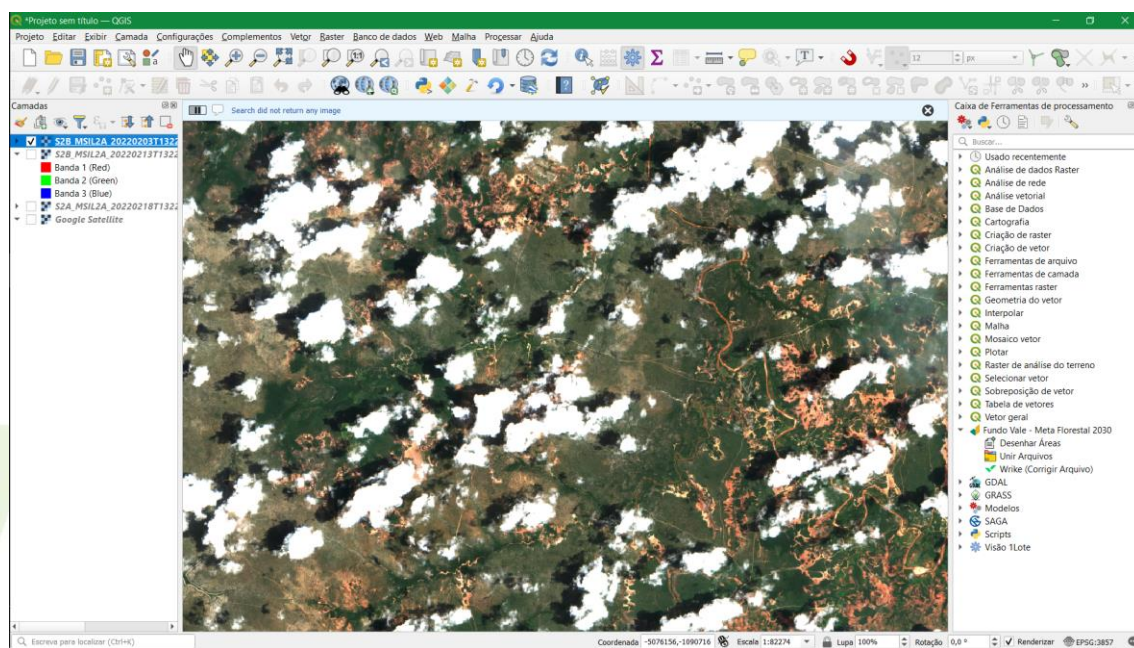 *Projeto sem título — QGIS
Projeto Editar Exibir Camada Configurações Complementos Vetor Raster Banco de dados Web Malha Processar Ajuda
12 px
Camadas
S2B_MSIL2A_20220203T1322
S2B_MSIL2A_20220213T1322
Banda 1 (Red)
Banda 2 (Green)
Banda 3 (Blue)
S2A_MSIL2A_20220218T1322
Google Satellite
Search did not return any image
Caixa de Ferramentas de processamento
Buscar...
Usado recentemente
Análise de dados Raster
Análise de rede
Análise vetorial
Base de Dados
Cartografia
Criação de raster
Criação de vetor
Ferramentas de arquivo
Ferramentas de camada
Ferramentas raster
Geometria do vetor
Interpolar
Malha
Mosaico vetor
Plotar
Raster de análise do terreno
Selecionar vetor
Sobreposição de vetor
Tabela de vetores
Vetor geral
Fundo Vale - Meta Florestal 2030
Desenhar Áreas
Unir Arquivos
Wrike (Corrigir Arquivo)
GDAL
GRASS
Modelos
SAGA
Scripts
Visão 1Lote
Escreva para localizar (Ctrl+K)
Coordenada -5076156,-1090716 Escala 1:82274 Lupa 100% Rotação 0,0 ° Renderizar EPSG:3857